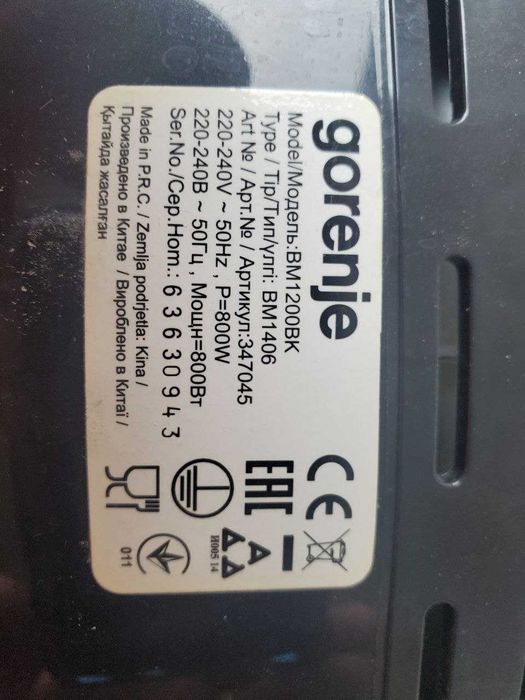 gorenje
Model/Модель:BM1200BK
Type / Tip/Тип/үлгі: BM1406
Art № / Арт.№ / Артикул:347045
220-240V ~ 50Hz , P=800W
220-240В ~ 50Гц , Мощн=800Вт
Ser.No./Сер.Ном.: 6 3 6 3 0 9 4 3
Made in P.R.C. / Zemlja podrjetla: Kina /
Произведено в Китае / Вироблено в Китаї /
Қытайда жасалған
CE
EAC
И005 14
011